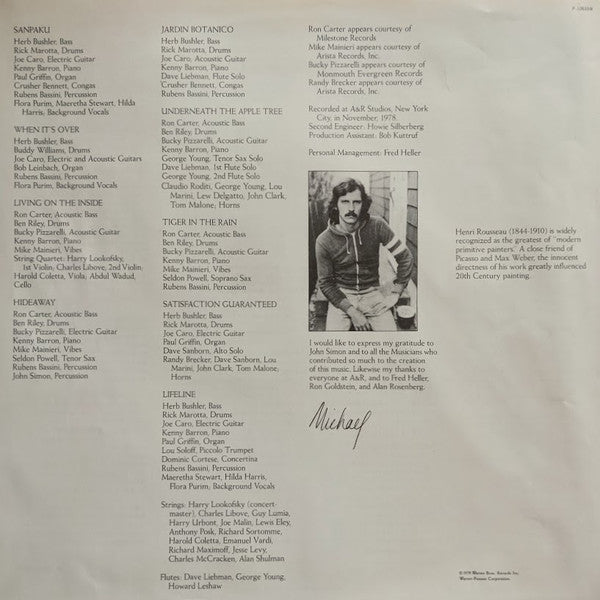 SANPAKU
Herb Bushler, Bass
Rick Marotta, Drums
Joe Caro, Electric Guitar
Kenny Barron, Piano
Paul Griffin, Organ
Crusher Bennett, Congas
Rubens Bassini, Percussion
Flora Purim, Maeretha Stewart, Hilda
Harris, Background Vocals
WHEN IT'S OVER
Herb Bushler, Bass
Buddy Williams, Drums
Joe Caro, Electric and Acoustic Guitars
Bob Leinbach, Organ
Rubens Bassini, Percussion
Flora Purim, Background Vocals
LIVING ON THE INSIDE
Ron Carter, Acoustic Bass
Ben Riley, Drums
Bucky Pizzarelli, Acoustic Guitar
Kenny Barron, Piano
Mike Mainieri, Vibes
String Quartet: Harry Lookofsky,
1st Violin; Charles Libove, 2nd Violin;
Harold Coletta, Viola; Abdul Wadud,
Cello
HIDEAWAY
Ron Carter, Acoustic Bass
Ben Riley, Drums
Bucky Pizzarelli, Electric Guitar
Kenny Barron, Piano
Mike Mainieri, Vibes
Seldon Powell, Tenor Sax
Rubens Bassini, Percussion
John Simon, Percussion
JARDIN BOTANICO
Herb Bushler, Bass
Rick Marotta, Drums
Joe Caro, Acoustic Guitar
Kenny Barron, Piano
Dave Liebman, Flute Solo
Crusher Bennett, Congas
Rubens Bassini, Percussion
UNDERNEATH THE APPLE TREE
Ron Carter, Acoustic Bass
Ben Riley, Drums
Bucky Pizzarelli, Acoustic Guitar
Kenny Barron, Piano
George Young, Tenor Sax Solo
Dave Liebman, 1st Flute Solo
George Young, 2nd Flute Solo
Claudio Roditi, George Young, Lou
Marini, Lew Delgatto, John Clark,
Tom Malone; Horns
TIGER IN THE RAIN
Ron Carter, Acoustic Bass
Ben Riley, Drums
Bucky Pizzarelli, Acoustic Guitar
Kenny Barron, Piano
Mike Mainieri, Vibes
Seldon Powell, Soprano Sax
Rubens Bassini, Percussion
SATISFACTION GUARANTEED
Herb Bushler, Bass
Rick Marotta, Drums
Joe Caro, Electric Guitar
Paul Griffin, Organ
Dave Sanborn, Alto Solo
Randy Brecker, Dave Sanborn, Lou
Marini, John Clark, Tom Malone;
Horns
LIFELINE
Herb Bushler, Bass
Rick Marotta, Drums
Joe Caro, Electric Guitar
Kenny Barron, Piano
Paul Griffin, Organ
Lou Soloff, Piccolo Trumpet
Dominic Cortese, Concertina
Rubens Bassini, Percussion
Maeretha Stewart, Hilda Harris,
Flora Purim; Background Vocals
Strings: Harry Lookofsky (concert-
master), Charles Libove, Guy Lumia,
Harry Urbont, Joe Malin, Lewis Eley,
Anthony Posk, Richard Sortomme,
Harold Coletta, Emanuel Vardi,
Richard Maximoff, Jesse Levy,
Charles McCracken, Alan Shulman
Flutes: Dave Liebman, George Young,
Howard Leshaw
Ron Carter appears courtesy of
Milestone Records
Mike Mainieri appears courtesy of
Arista Records, Inc.
Bucky Pizzarelli appears courtesy of
Monmouth Evergreen Records
Randy Brecker appears courtesy of
Arista Records, Inc.
Recorded at A&R Studios, New York
City, in November, 1978.
Second Engineer: Howie Silberberg
Production Assistant: Bob Kuttruf
Personal Management: Fred Heller
I would like to express my gratitude to
John Simon and to all the Musicians who
contributed so much to the creation
of this music. Likewise my thanks to
everyone at A&R, and to Fred Heller,
Ron Goldstein, and Alan Rosenberg.
Michael
Henri Rousseau (1844-1910) is widely
recognized as the greatest of "modern
primitive painters." A close friend of
Picasso and Max. Weber, the innocent
directness of his work greatly influenced
20th Century painting.
©1979 Warner Bros. Records Inc.
Warner-Pioneer Corporation